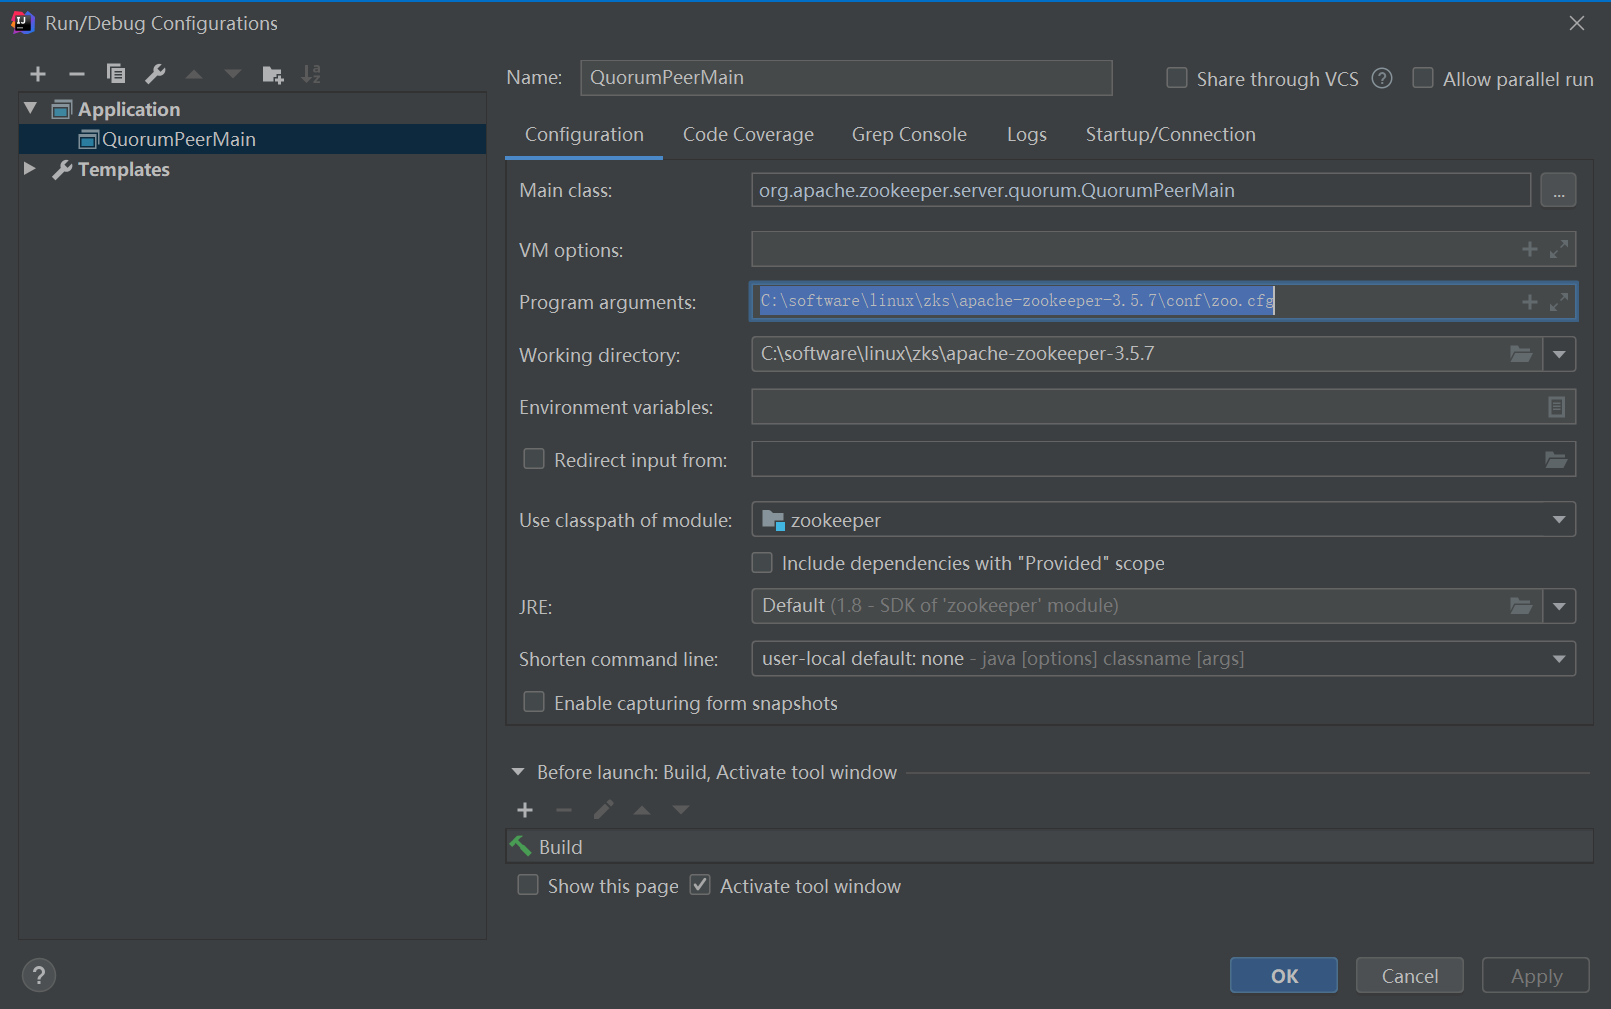 Run/Debug Configurations
Application
QuorumPeerMain
Templates
Name: QuorumPeerMain
Share through VCS ? Allow parallel run
Configuration Code Coverage Grep Console Logs Startup/Connection
Main class: org.apache.zookeeper.server.quorum.QuorumPeerMain ...
VM options:
Program arguments: C:\software\linux\zks\apache-zookeeper-3.5.7\conf\zoo.cfg
Working directory: C:\software\linux\zks\apache-zookeeper-3.5.7
Environment variables:
Redirect input from:
Use classpath of module: zookeeper
Include dependencies with "Provided" scope
JRE: Default (1.8 - SDK of 'zookeeper' module)
Shorten command line: user-local default: none - java [options] classname [args]
Enable capturing form snapshots
Before launch: Build, Activate tool window
Build
Show this page Activate tool window
? OK Cancel Apply